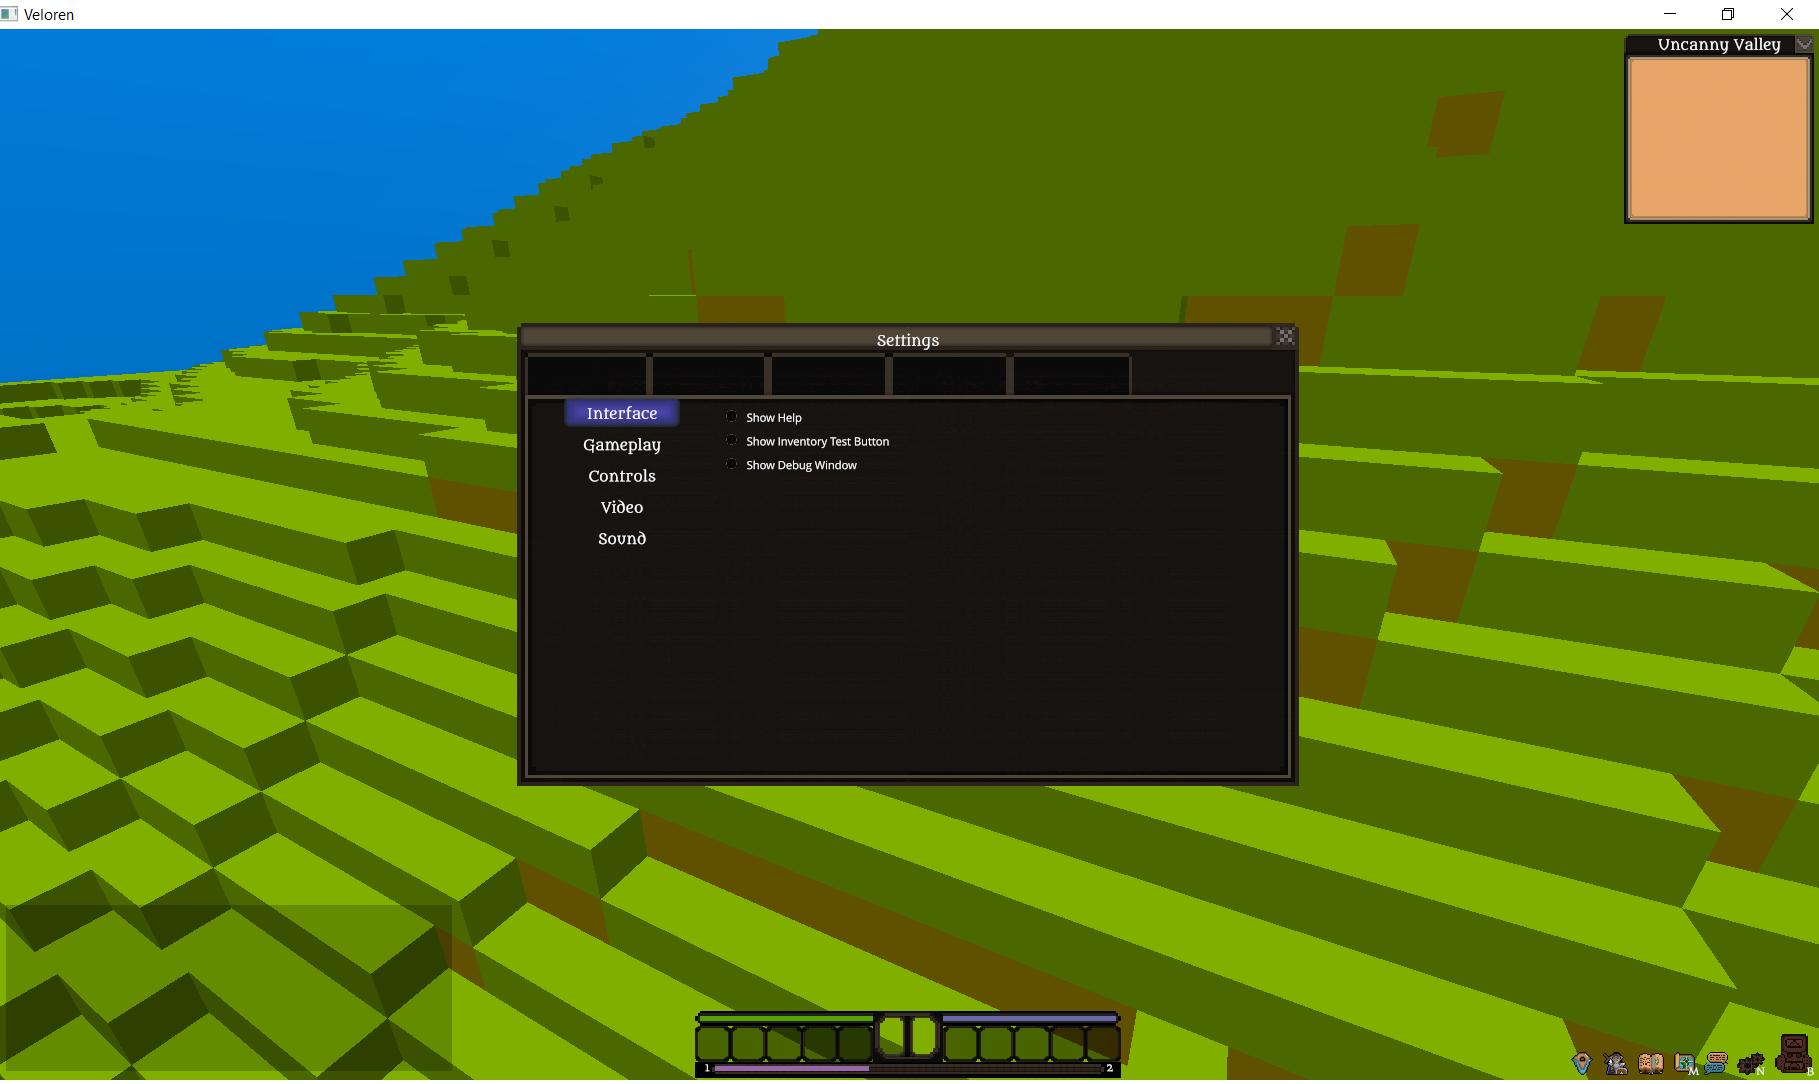 Veloren
Uncanny Valley
Settings
Interface
Gameplay
Controls
Video
Sound
Show Help
Show Inventory Test Button
Show Debug Window
1
2
M
N
B